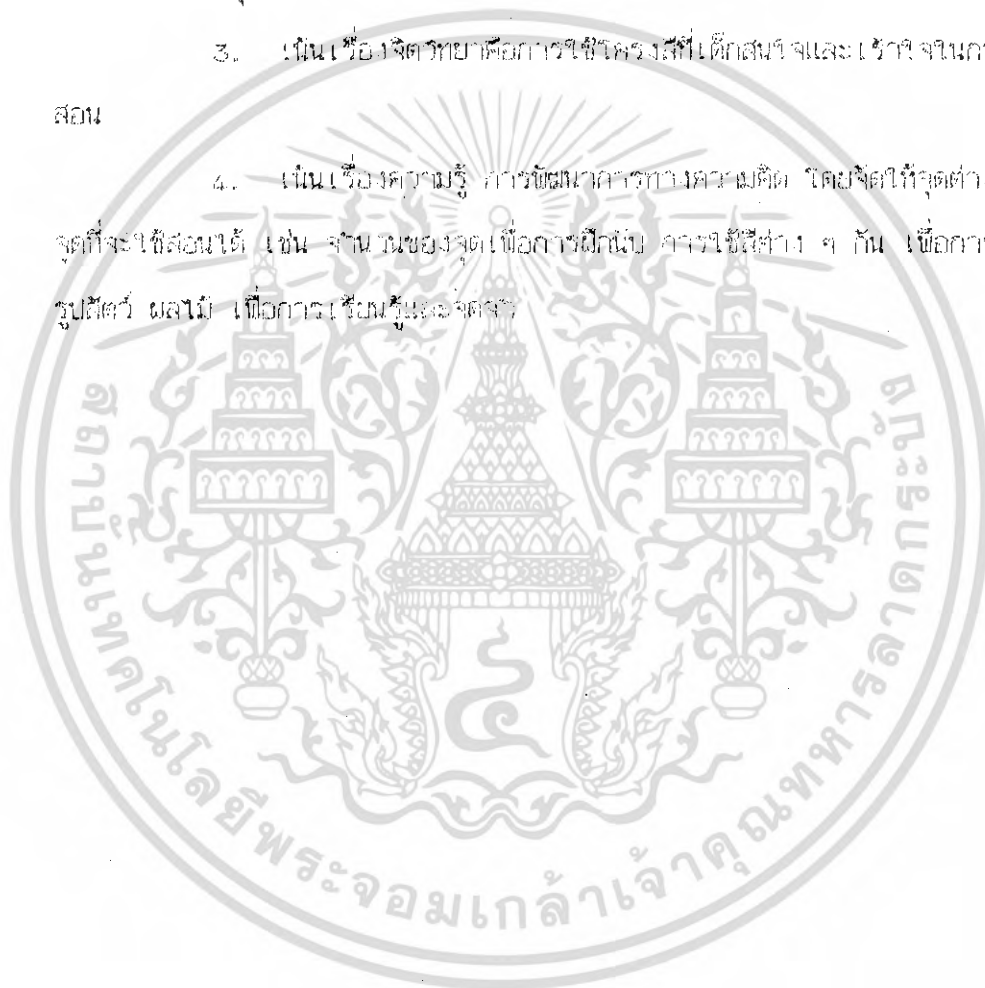 3. เน้นเรื่องจิตวิทยาคือการใช้โครงสีที่เด็กสนใจและเร้าใจในกา
สอน
4. เน้นเรื่องความรู้ การพัฒนาการทางความคิด โดยจัดให้จุดต่า
จุดที่จะใช้สอนได้ เช่น จำนวนของจุดเพื่อการฝึกนับ การใช้สีต่าง ๆ กัน เพื่อกา
รูปสัตว์ ผลไม้ เพื่อการเรียนรู้และจดจำ
สถาบันเทคโนโลยีพระจอมเกล้าเจ้าคุณทหารลาดกระบัง